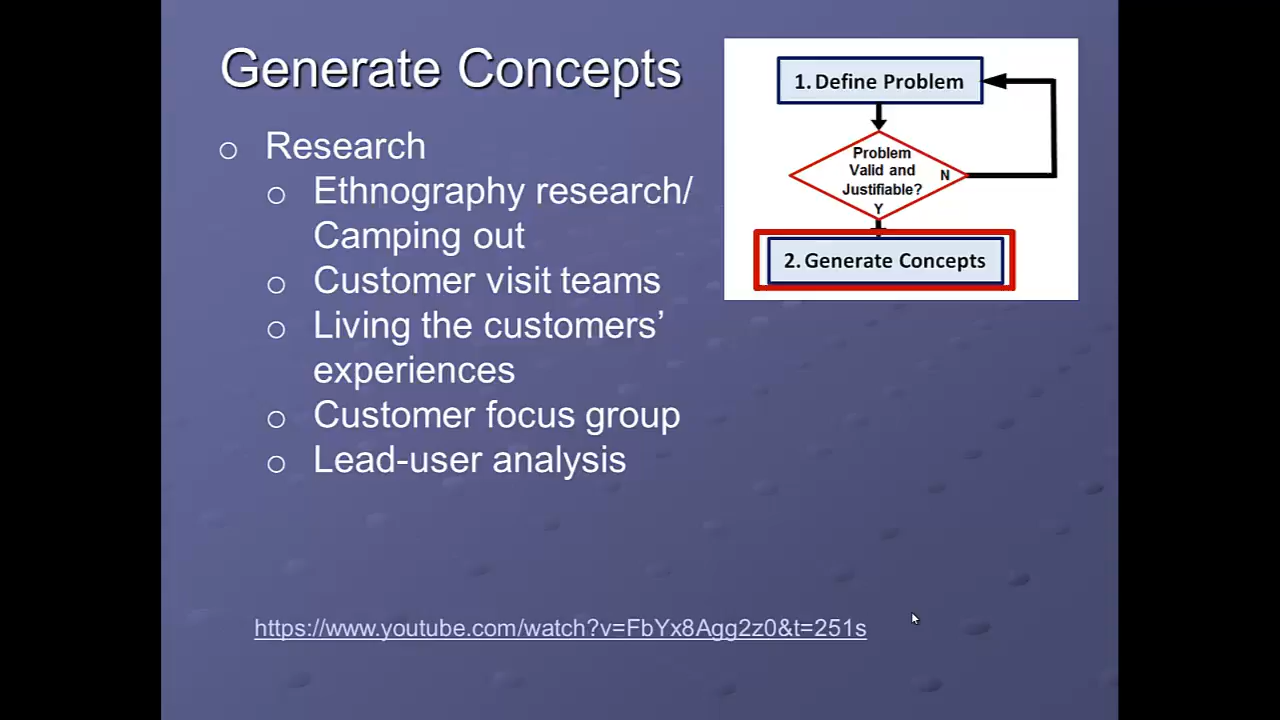 Generate Concepts
o Research
o Ethnography research/
Camping out
o Customer visit teams
o Living the customers’
experiences
o Customer focus group
o Lead-user analysis
1. Define Problem
Problem
Valid and
Justifiable?
N
Y
2. Generate Concepts
https://www.youtube.com/watch?v=FbYx8Agg2z0&t=251s